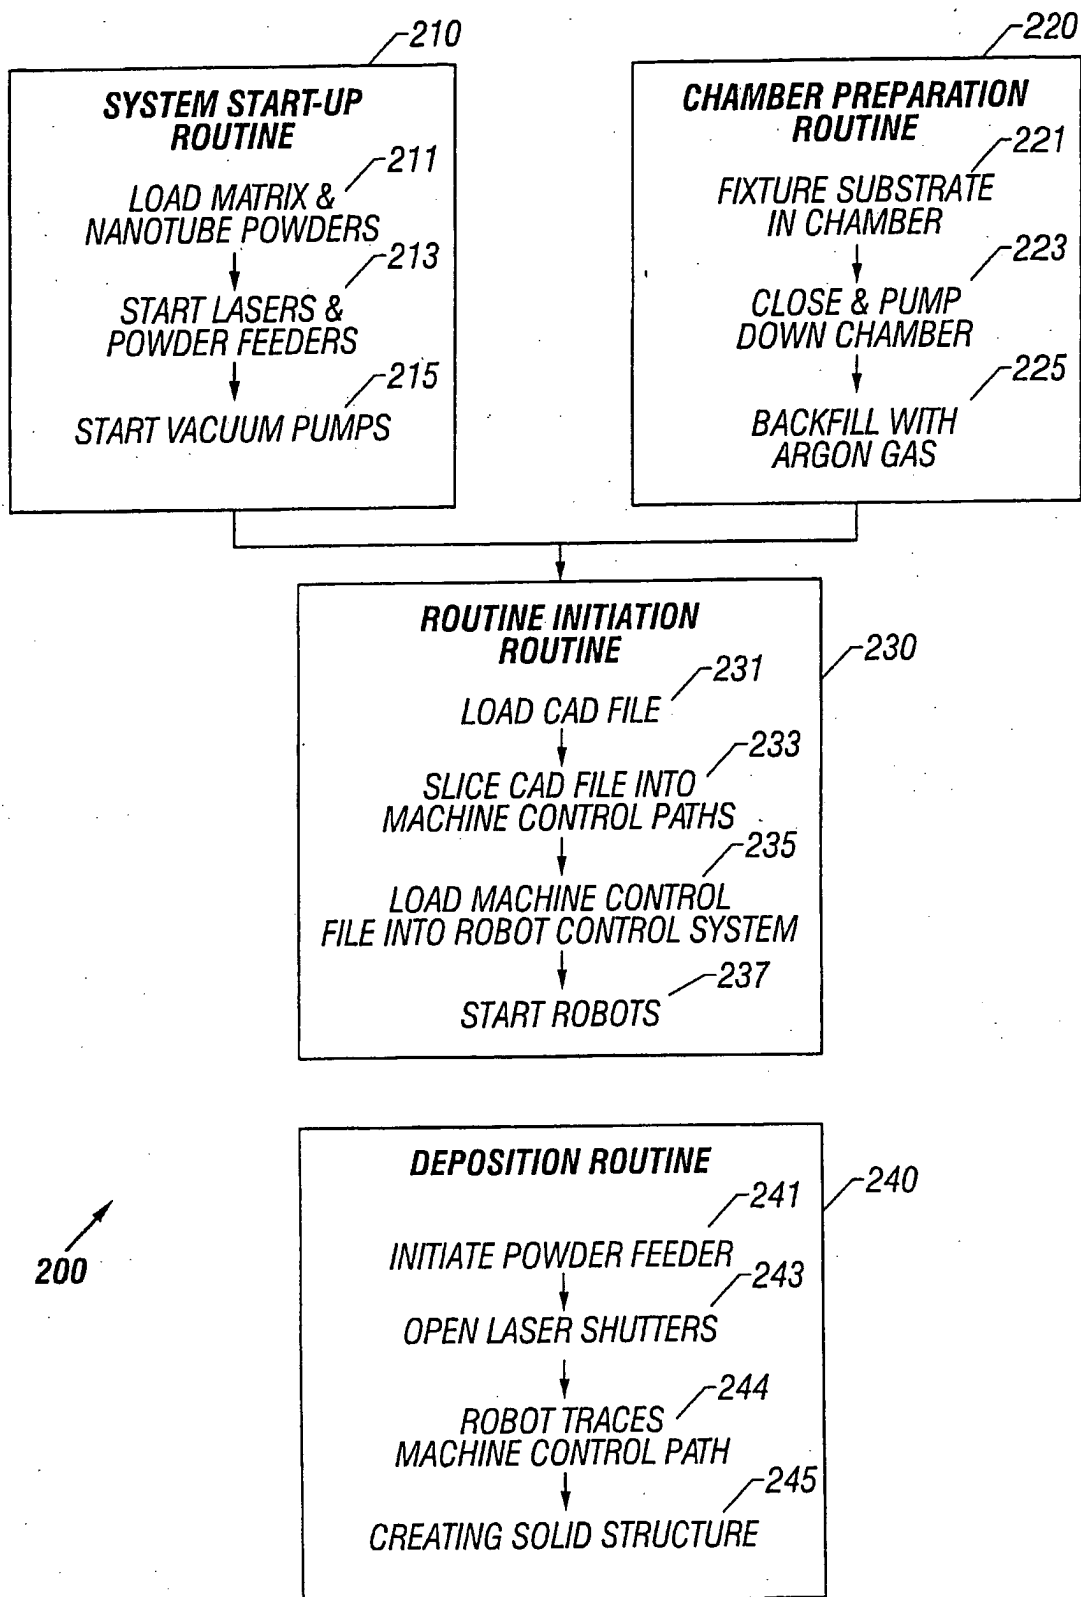 210
SYSTEM START-UP
ROUTINE
211
LOAD MATRIX &
NANOTUBE POWDERS
213
START LASERS &
POWDER FEEDERS
215
START VACUUM PUMPS
220
CHAMBER PREPARATION
ROUTINE
221
FIXTURE SUBSTRATE
IN CHAMBER
223
CLOSE & PUMP
DOWN CHAMBER
225
BACKFILL WITH
ARGON GAS
ROUTINE INITIATION
ROUTINE
230
231
LOAD CAD FILE
233
SLICE CAD FILE INTO
MACHINE CONTROL PATHS
235
LOAD MACHINE CONTROL
FILE INTO ROBOT CONTROL SYSTEM
237
START ROBOTS
DEPOSITION ROUTINE
240
241
INITIATE POWDER FEEDER
243
OPEN LASER SHUTTERS
244
ROBOT TRACES
MACHINE CONTROL PATH
245
CREATING SOLID STRUCTURE
200